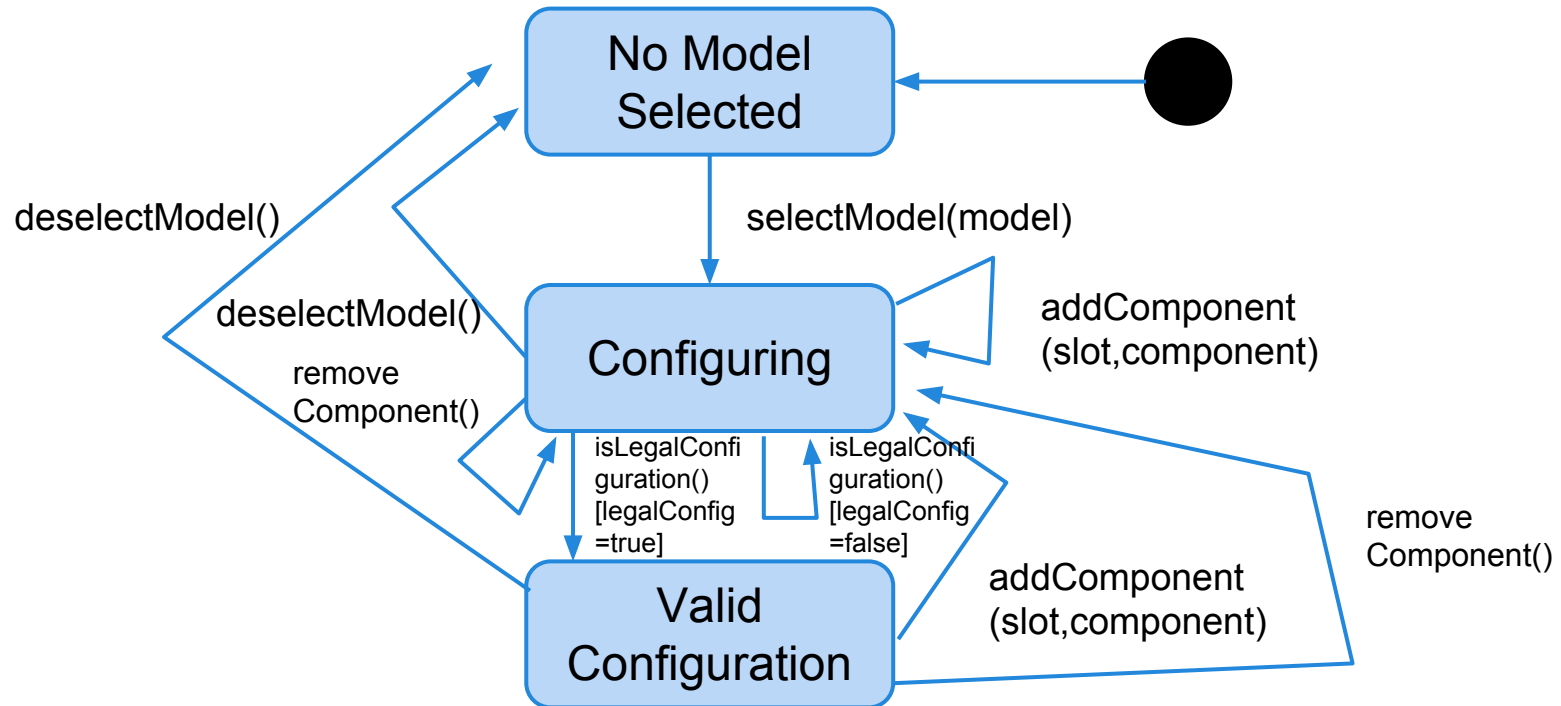 No Model
Selected
deselectModel()
selectModel(model)
deselectModel()
addComponent
(slot,component)
Configuring
remove
Component()
isLegalConfi
guration()
[legalConfig
=true]
isLegalConfi
guration()
[legalConfig
=false]
remove
Component()
addComponent
(slot,component)
Valid
Configuration